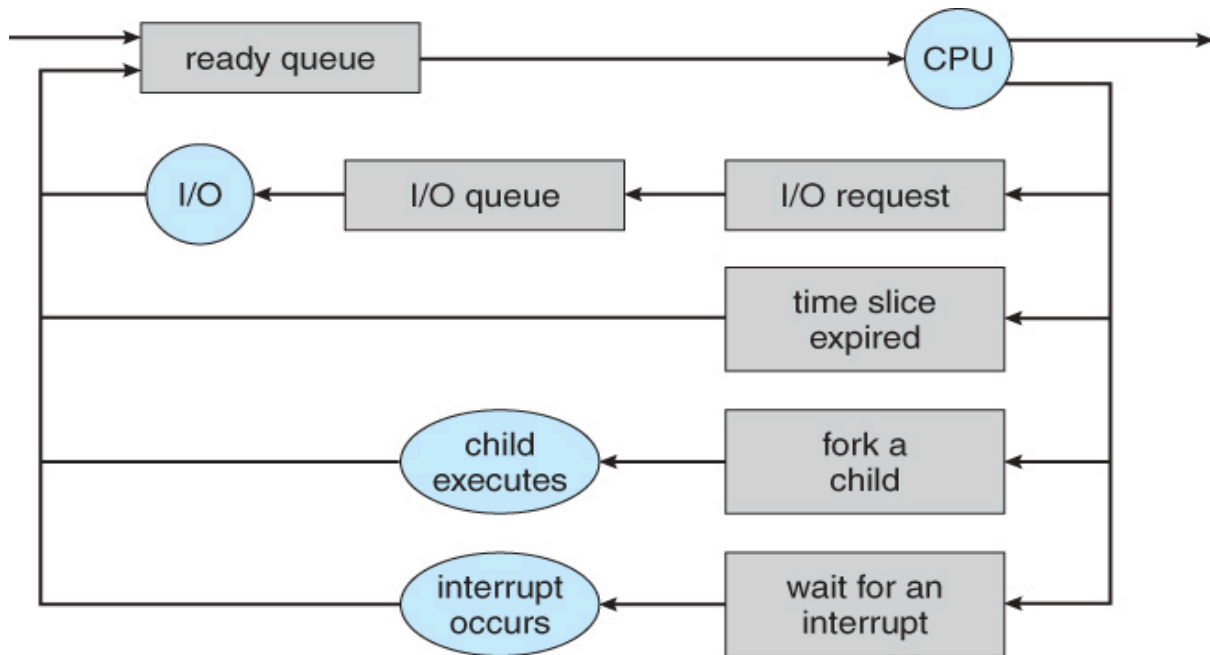 ready queue
CPU
I/O
I/O queue
I/O request
time slice
expired
child
executes
fork a
child
interrupt
occurs
wait for an
interrupt